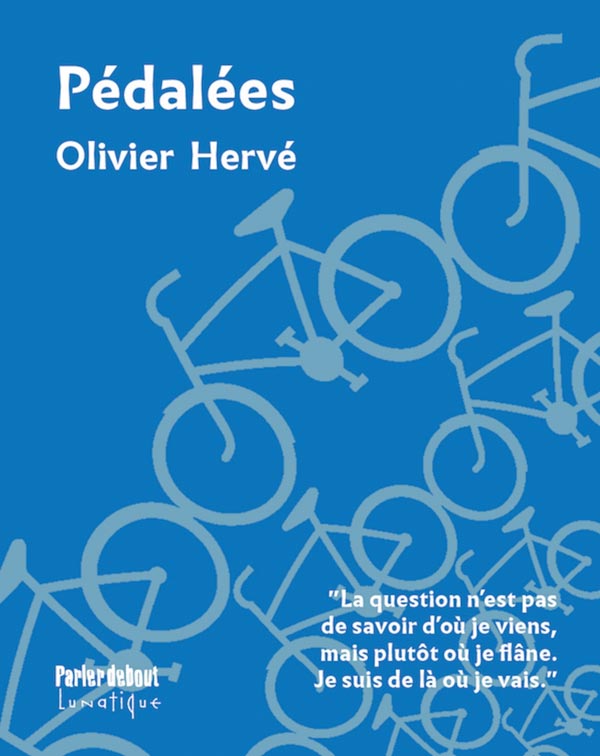 Pédalées
Olivier Hervé
”La question n’est pas
de savoir d’où je viens,
mais plutôt où je flâne.
Je suis de là où je vais.”
Parler debout
Lunatique